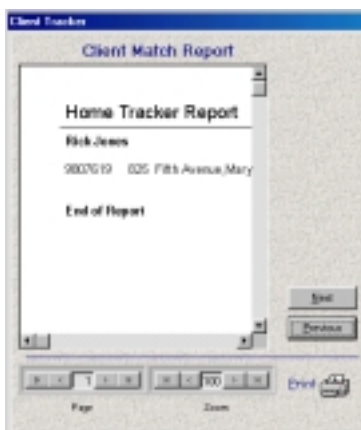 Client Tracker
Client Match Report
Home Tracker Report
Rick Jones
9807619 825 Fifth Avenue, Mary
End of Report
Next
Previous
1
100
Print
Page
Zoom